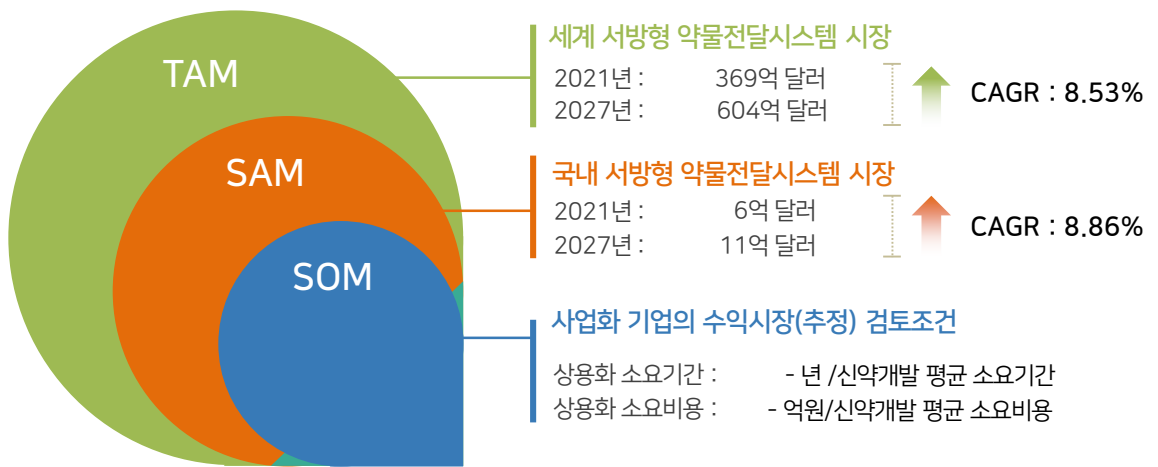 TAM
SAM
SOM
세계 서방형 약물전달시스템 시장
2021년 : 369억 달러
2027년 : 604억 달러
CAGR : 8.53%
국내 서방형 약물전달시스템 시장
2021년 : 6억 달러
2027년 : 11억 달러
CAGR : 8.86%
사업화 기업의 수익시장(추정) 검토조건
상용화 소요기간 : - 년 /신약개발 평균 소요기간
상용화 소요비용 : - 억원/신약개발 평균 소요비용